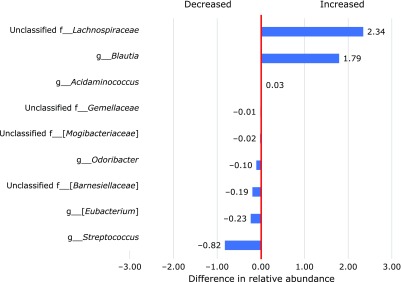 Decreased Increased
Unclassified f__Lachnospiraceae 2.34
g__Blautia 1.79
g__Acidaminococcus 0.03
Unclassified f__Gemellaceae −0.01
Unclassified f__[Mogibacteriaceae] −0.02
g__Odoribacter −0.10
Unclassified f__[Barnesiellaceae] −0.19
g__[Eubacterium] −0.23
g__Streptococcus −0.82
−3.00 −2.00 −1.00 0.00 1.00 2.00 3.00
Difference in relative abundance